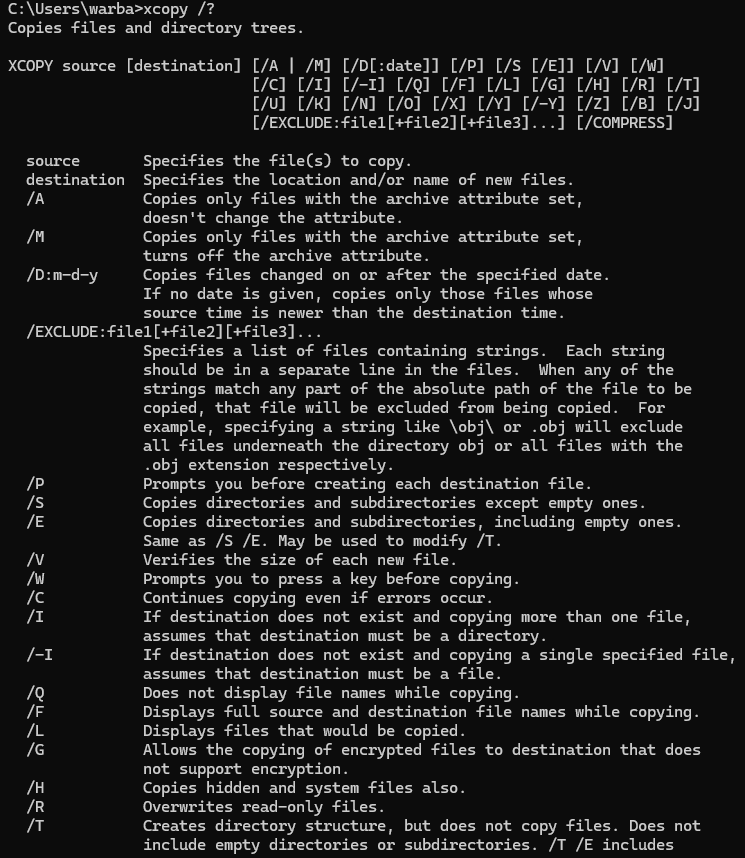 C:\Users\warba>xcopy /?
Copies files and directory trees.

XCOPY source [destination] [/A | /M] [/D[:date]] [/P] [/S [/E]] [/V] [/W]
                           [/C] [/I] [/-I] [/Q] [/F] [/L] [/G] [/H] [/R] [/T]
                           [/U] [/K] [/N] [/O] [/X] [/Y] [/-Y] [/Z] [/B] [/J]
                           [/EXCLUDE:file1[+file2][+file3]...] [/COMPRESS]

  source       Specifies the file(s) to copy.
  destination  Specifies the location and/or name of new files.
  /A           Copies only files with the archive attribute set,
               doesn't change the attribute.
  /M           Copies only files with the archive attribute set,
               turns off the archive attribute.
  /D:m-d-y     Copies files changed on or after the specified date.
               If no date is given, copies only those files whose
               source time is newer than the destination time.
  /EXCLUDE:file1[+file2][+file3]...
               Specifies a list of files containing strings.  Each string
               should be in a separate line in the files.  When any of the
               strings match any part of the absolute path of the file to be
               copied, that file will be excluded from being copied.  For
               example, specifying a string like \obj\ or .obj will exclude
               all files underneath the directory obj or all files with the
               .obj extension respectively.
  /P           Prompts you before creating each destination file.
  /S           Copies directories and subdirectories except empty ones.
  /E           Copies directories and subdirectories, including empty ones.
               Same as /S /E. May be used to modify /T.
  /V           Verifies the size of each new file.
  /W           Prompts you to press a key before copying.
  /C           Continues copying even if errors occur.
  /I           If destination does not exist and copying more than one file,
               assumes that destination must be a directory.
  /-I          If destination does not exist and copying a single specified file,
               assumes that destination must be a file.
  /Q           Does not display file names while copying.
  /F           Displays full source and destination file names while copying.
  /L           Displays files that would be copied.
  /G           Allows the copying of encrypted files to destination that does
               not support encryption.
  /H           Copies hidden and system files also.
  /R           Overwrites read-only files.
  /T           Creates directory structure, but does not copy files. Does not
               include empty directories or subdirectories. /T /E includes